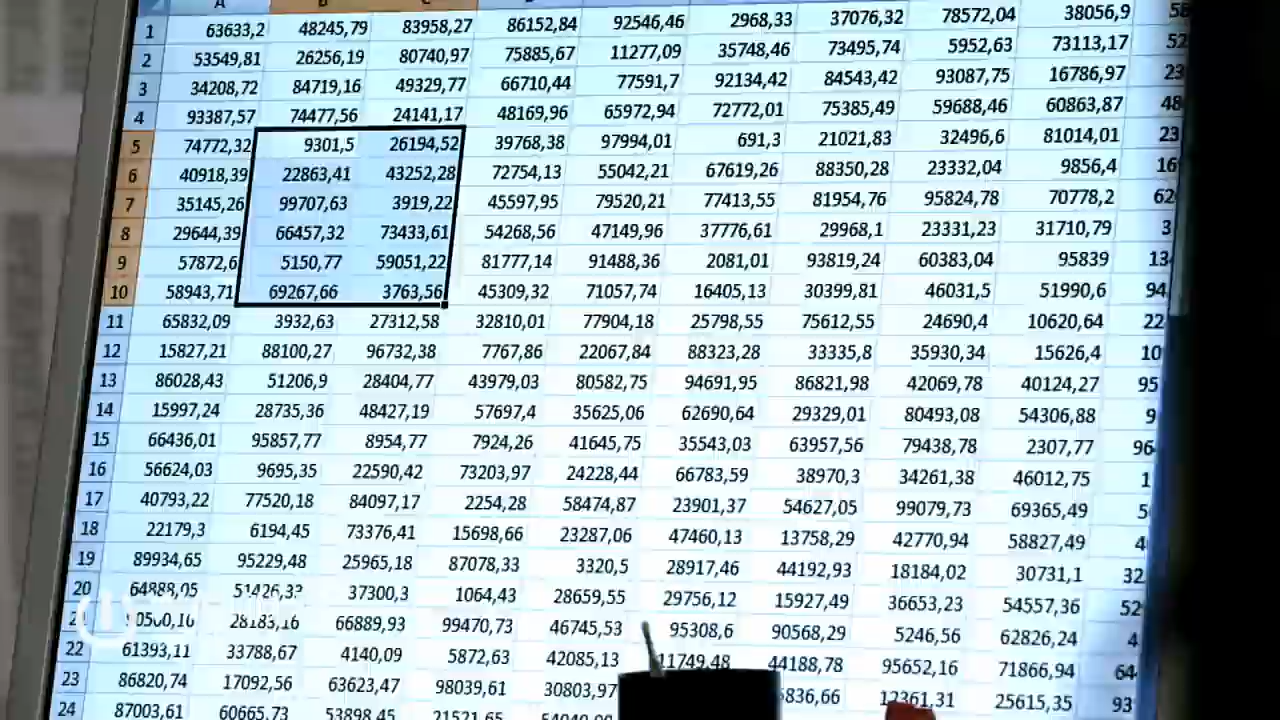 A B C
1 63633,2 48245,79 83958,27 86152,84 92546,46 2968,33 37076,32 78572,04 38056,9
2 53549,81 26256,19 80740,97 75885,67 11277,09 35748,46 73495,74 5952,63 73113,17
3 34208,72 84719,16 49329,77 66710,44 77591,7 92134,42 84543,42 93087,75 16786,97
4 93387,57 74477,56 24141,17 48169,96 65972,94 72772,01 75385,49 59688,46 60863,87
5 74772,32 9301,5 26194,52 39768,38 97994,01 691,3 21021,83 32496,6 81014,01
6 40918,39 22863,41 43252,28 72754,13 55042,21 67619,26 88350,28 23332,04 9856,4
7 35145,26 99707,63 3919,22 45597,95 79520,21 77413,55 81954,76 95824,78 70778,2
8 29644,39 66457,32 73433,61 54268,56 47149,96 37776,61 29968,1 23331,23 31710,79
9 57872,6 5150,77 59051,22 81777,14 91488,36 2081,01 93819,24 60383,04 95839
10 58943,71 69267,66 3763,56 45309,32 71057,74 16405,13 30399,81 46031,5 51990,6
11 65832,09 3932,63 27312,58 32810,01 77904,18 25798,55 75612,55 24690,4 10620,64
12 15827,21 88100,27 96732,38 7767,86 22067,84 88323,28 33335,8 35930,34 15626,4
13 86028,43 51206,9 28404,77 43979,03 80582,75 94691,95 86821,98 42069,78 40124,27
14 15997,24 28735,36 48427,19 57697,4 35625,06 62690,64 29329,01 80493,08 54306,88
15 66436,01 95857,77 8954,77 7924,26 41645,75 35543,03 63957,56 79438,78 2307,77
16 56624,03 9695,35 22590,42 73203,97 24228,44 66783,59 38970,3 34261,38 46012,75
17 40793,22 77520,18 84097,17 2254,28 58474,87 23901,37 54627,05 99079,73 69365,49
18 22179,3 6194,45 73376,41 15698,66 23287,06 47460,13 13758,29 42770,94 58827,49
19 89934,65 95229,48 25965,18 87078,33 3320,5 28917,46 44192,93 18184,02 30731,1
20 64888,05 51426,33 37300,3 1064,43 28659,55 29756,12 15927,49 36653,23 54557,36
28183,16 66889,93 99470,73 46745,53 95308,6 90568,29 5246,56 62826,24
22 61393,11 33788,67 4140,09 5872,63 42085,13 11749,48 44188,78 95652,16 71866,94
23 86820,74 17092,56 63623,47 98039,61 30803,97 12361,31 25615,35
24 87003,61 60665,73 53898,45 21521,65